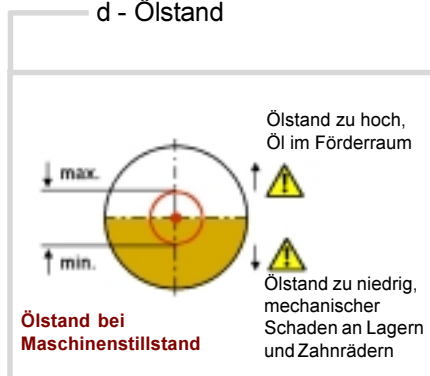 d - Ölstand
Ölstand zu hoch,
Öl im Förderraum
max.
min.
Ölstand zu niedrig,
mechanischer
Schaden an Lagern
und Zahnrädern
Ölstand bei
Maschinenstillstand